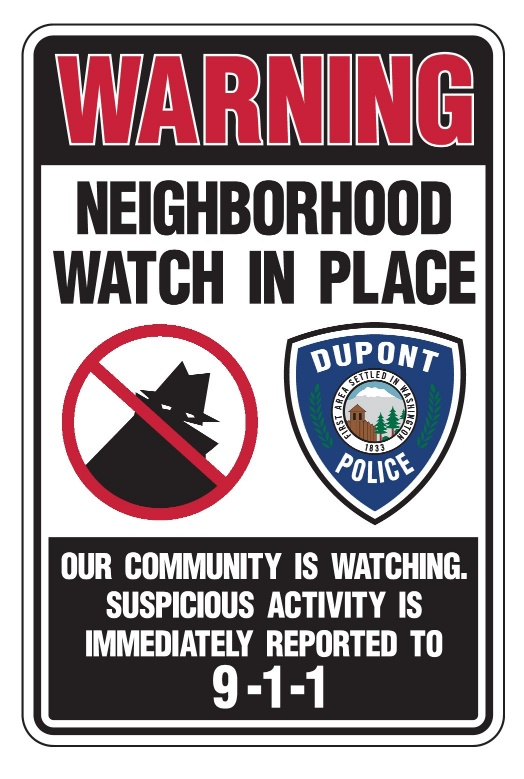 WARNING
NEIGHBORHOOD
WATCH IN PLACE
DUPONT
FIRST AREA SETTLED IN WASHINGTON
1833
POLICE
OUR COMMUNITY IS WATCHING.
SUSPICIOUS ACTIVITY IS
IMMEDIATELY REPORTED TO
9-1-1